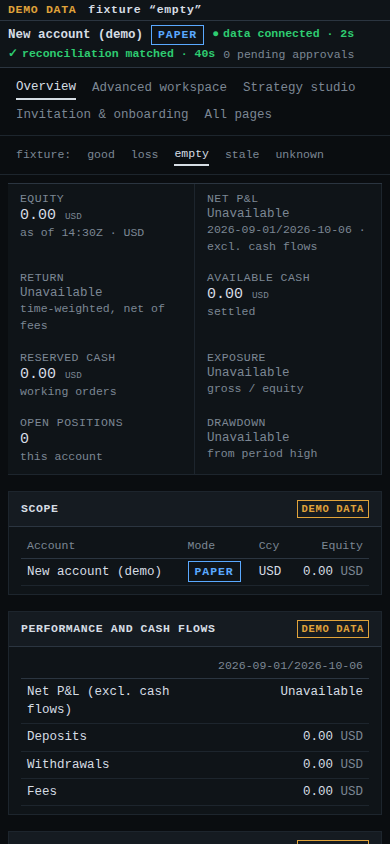 DEMO DATA fixture “empty”
New account (demo) PAPER ● data connected · 2s
✓ reconciliation matched · 40s 0 pending approvals
Overview Advanced workspace Strategy studio
Invitation & onboarding All pages
fixture: good loss empty stale unknown
EQUITY
0.00 USD
as of 14:30Z · USD
NET P&L
Unavailable
2026-09-01/2026-10-06 ·
excl. cash flows
RETURN
Unavailable
time-weighted, net of
fees
AVAILABLE CASH
0.00 USD
settled
RESERVED CASH
0.00 USD
working orders
EXPOSURE
Unavailable
gross / equity
OPEN POSITIONS
0
this account
DRAWDOWN
Unavailable
from period high
SCOPE DEMO DATA
Account Mode Ccy Equity
New account (demo) PAPER USD 0.00 USD
PERFORMANCE AND CASH FLOWS DEMO DATA
2026-09-01/2026-10-06
Net P&L (excl. cash
flows) Unavailable
Deposits 0.00 USD
Withdrawals 0.00 USD
Fees 0.00 USD